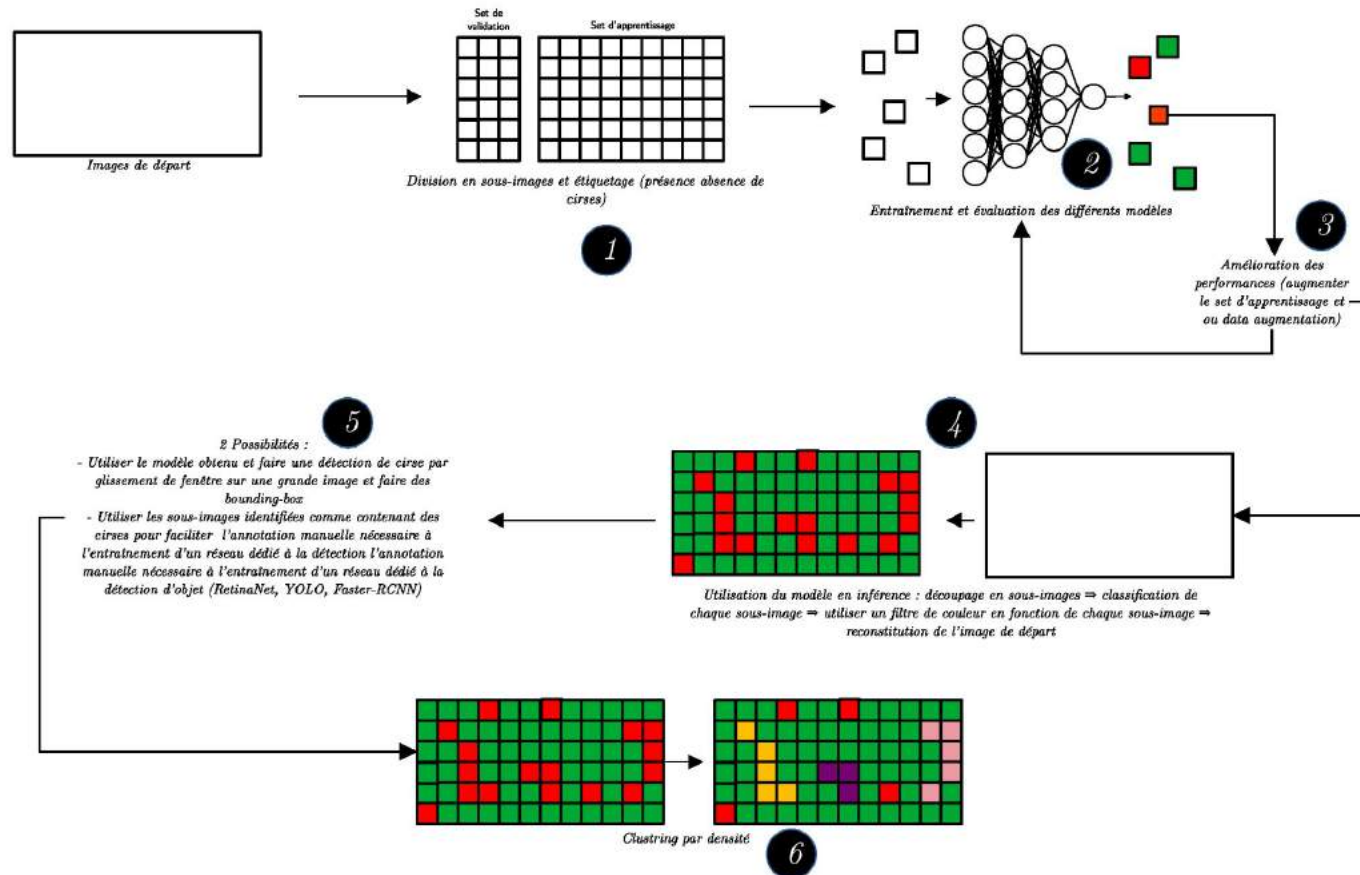 Set de
validation
Set d'apprentissage
Images de départ
Division en sous-images et étiquetage (présence absence de
cirses)
1
2
Entraînement et évaluation des différents modèles
3
Amélioration des
performances (augmenter
le set d'apprentissage et
ou data augmentation)
4
Utilisation du modèle en inférence : découpage en sous-images ⇒ classification de
chaque sous-image ⇒ utiliser un filtre de couleur en fonction de chaque sous-image ⇒
reconstitution de l'image de départ
5
2 Possibilités :
- Utiliser le modèle obtenu et faire une détection de cirse par
glissement de fenêtre sur une grande image et faire des
bounding-box
- Utiliser les sous-images identifiées comme contenant des
cirses pour faciliter l'annotation manuelle nécessaire à
l'entraînement d'un réseau dédié à la détection l'annotation
manuelle nécessaire à l'entraînement d'un réseau dédié à la
détection d'objet (RetinaNet, YOLO, Faster-RCNN)
Clustring par densité
6